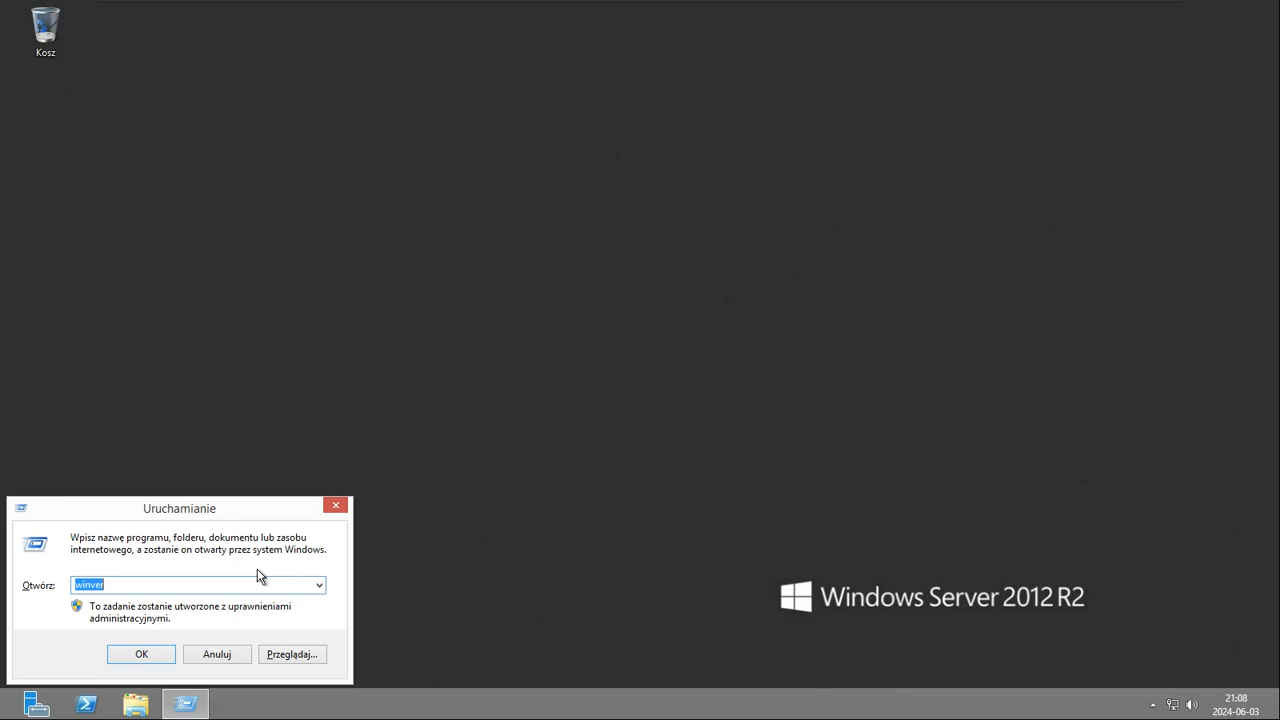 Kosz
Uruchamianie
Wpisz nazwę programu, folderu, dokumentu lub zasobu
internetowego, a zostanie on otwarty przez system Windows.
Otwórz:
winver
To zadanie zostanie utworzone z uprawnieniami
administracyjnymi.
OK
Anuluj
Przeglądaj...
Windows Server 2012 R2
21:08
2024-06-03